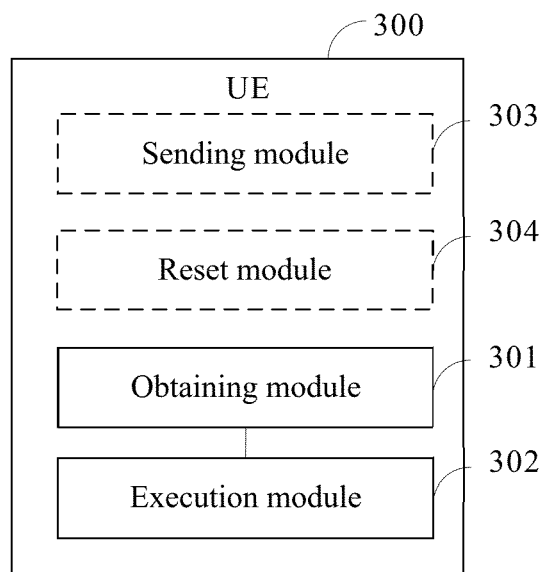 300
UE
303
Sending module
304
Reset module
301
Obtaining module
302
Execution module